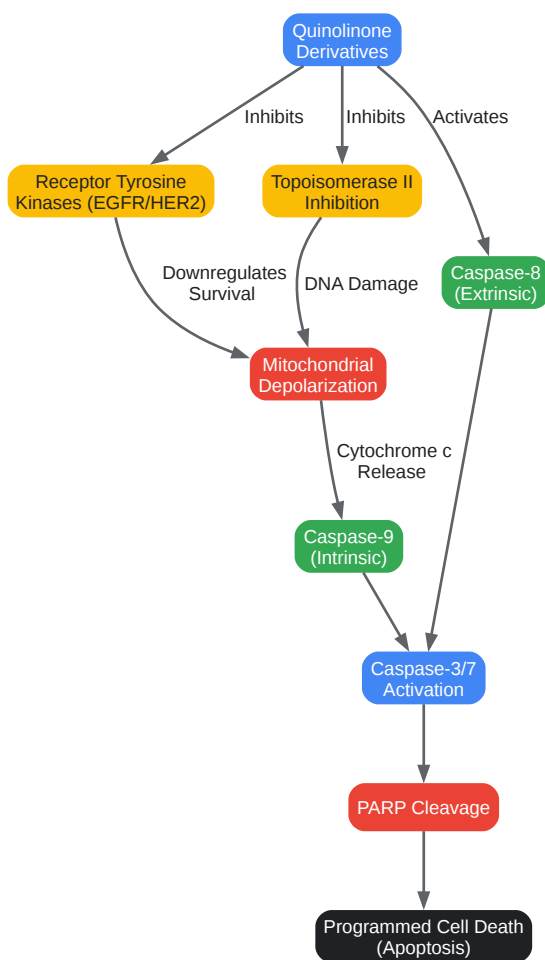 Quinolinone
Derivatives
Inhibits
Inhibits
Activates
Receptor Tyrosine
Kinases (EGFR/HER2)
Topoisomerase II
Inhibition
Caspase-8
(Extrinsic)
Downregulates
Survival
DNA Damage
Mitochondrial
Depolarization
Cytochrome c
Release
Caspase-9
(Intrinsic)
Caspase-3/7
Activation
PARP Cleavage
Programmed Cell Death
(Apoptosis)